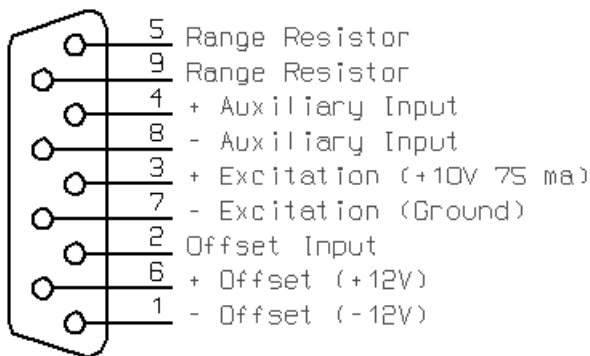 5 Range Resistor
9 Range Resistor
4 + Auxiliary Input
8 - Auxiliary Input
3 + Excitation (+10V 75 ma)
7 - Excitation (Ground)
2 Offset Input
6 + Offset (+12V)
1 - Offset (-12V)